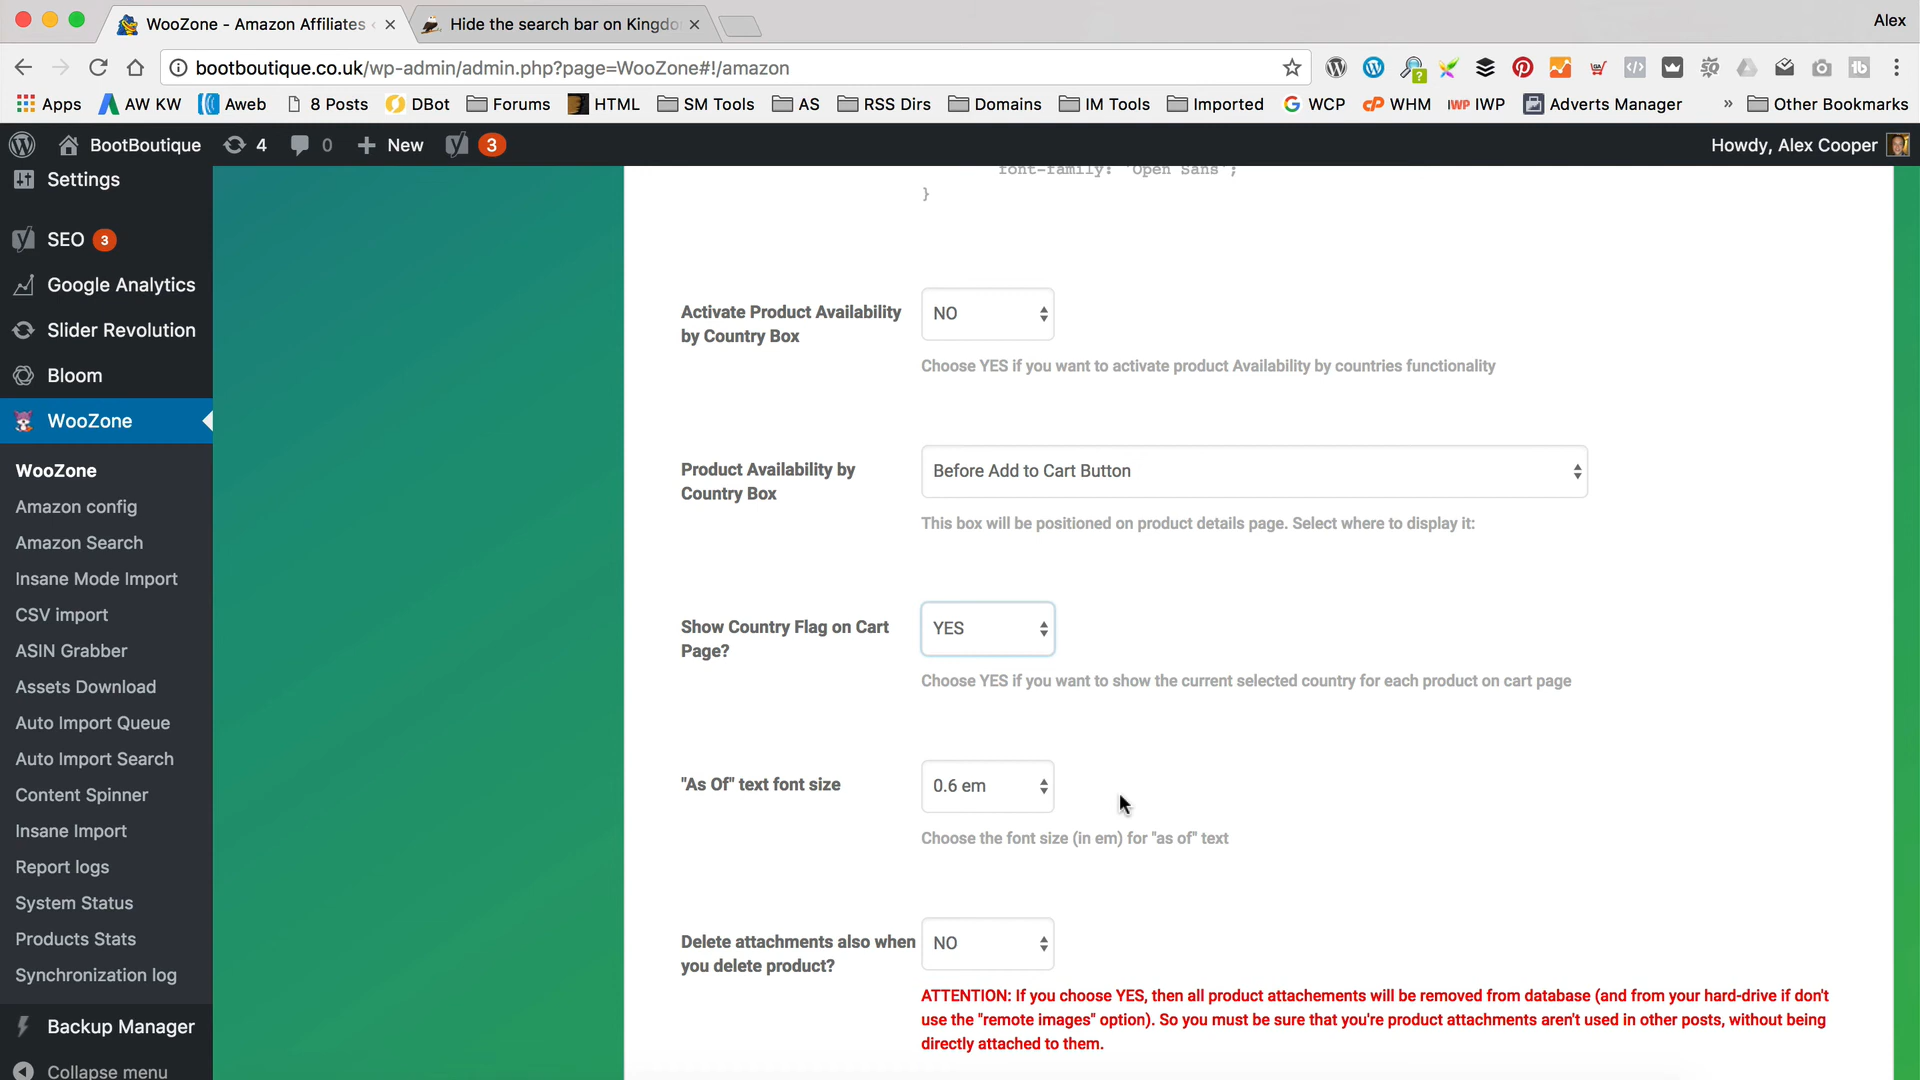 WooZone - Amazon Affiliates
Hide the search bar on Kingdo
Alex
bootboutique.co.uk/wp-admin/admin.php?page=WooZone#!/amazon
Apps AW KW Aweb 8 Posts DBot Forums HTML SM Tools AS RSS Dirs Domains IM Tools Imported WCP WHM IWP IWP Adverts Manager » Other Bookmarks
BootBoutique 4 0 New 3 Howdy, Alex Cooper
Settings
SEO 3
Google Analytics
Slider Revolution
Bloom
WooZone
WooZone
Amazon config
Amazon Search
Insane Mode Import
CSV import
ASIN Grabber
Assets Download
Auto Import Queue
Auto Import Search
Content Spinner
Insane Import
Report logs
System Status
Products Stats
Synchronization log
Backup Manager
Collapse menu
font-family: 'Open Sans';
}
Activate Product Availability
by Country Box
NO
Choose YES if you want to activate product Availability by countries functionality
Product Availability by
Country Box
Before Add to Cart Button
This box will be positioned on product details page. Select where to display it:
Show Country Flag on Cart
Page?
YES
Choose YES if you want to show the current selected country for each product on cart page
"As Of" text font size
0.6 em
Choose the font size (in em) for "as of" text
Delete attachments also when
you delete product?
NO
ATTENTION: If you choose YES, then all product attachements will be removed from database (and from your hard-drive if don't
use the "remote images" option). So you must be sure that you're product attachments aren't used in other posts, without being
directly attached to them.